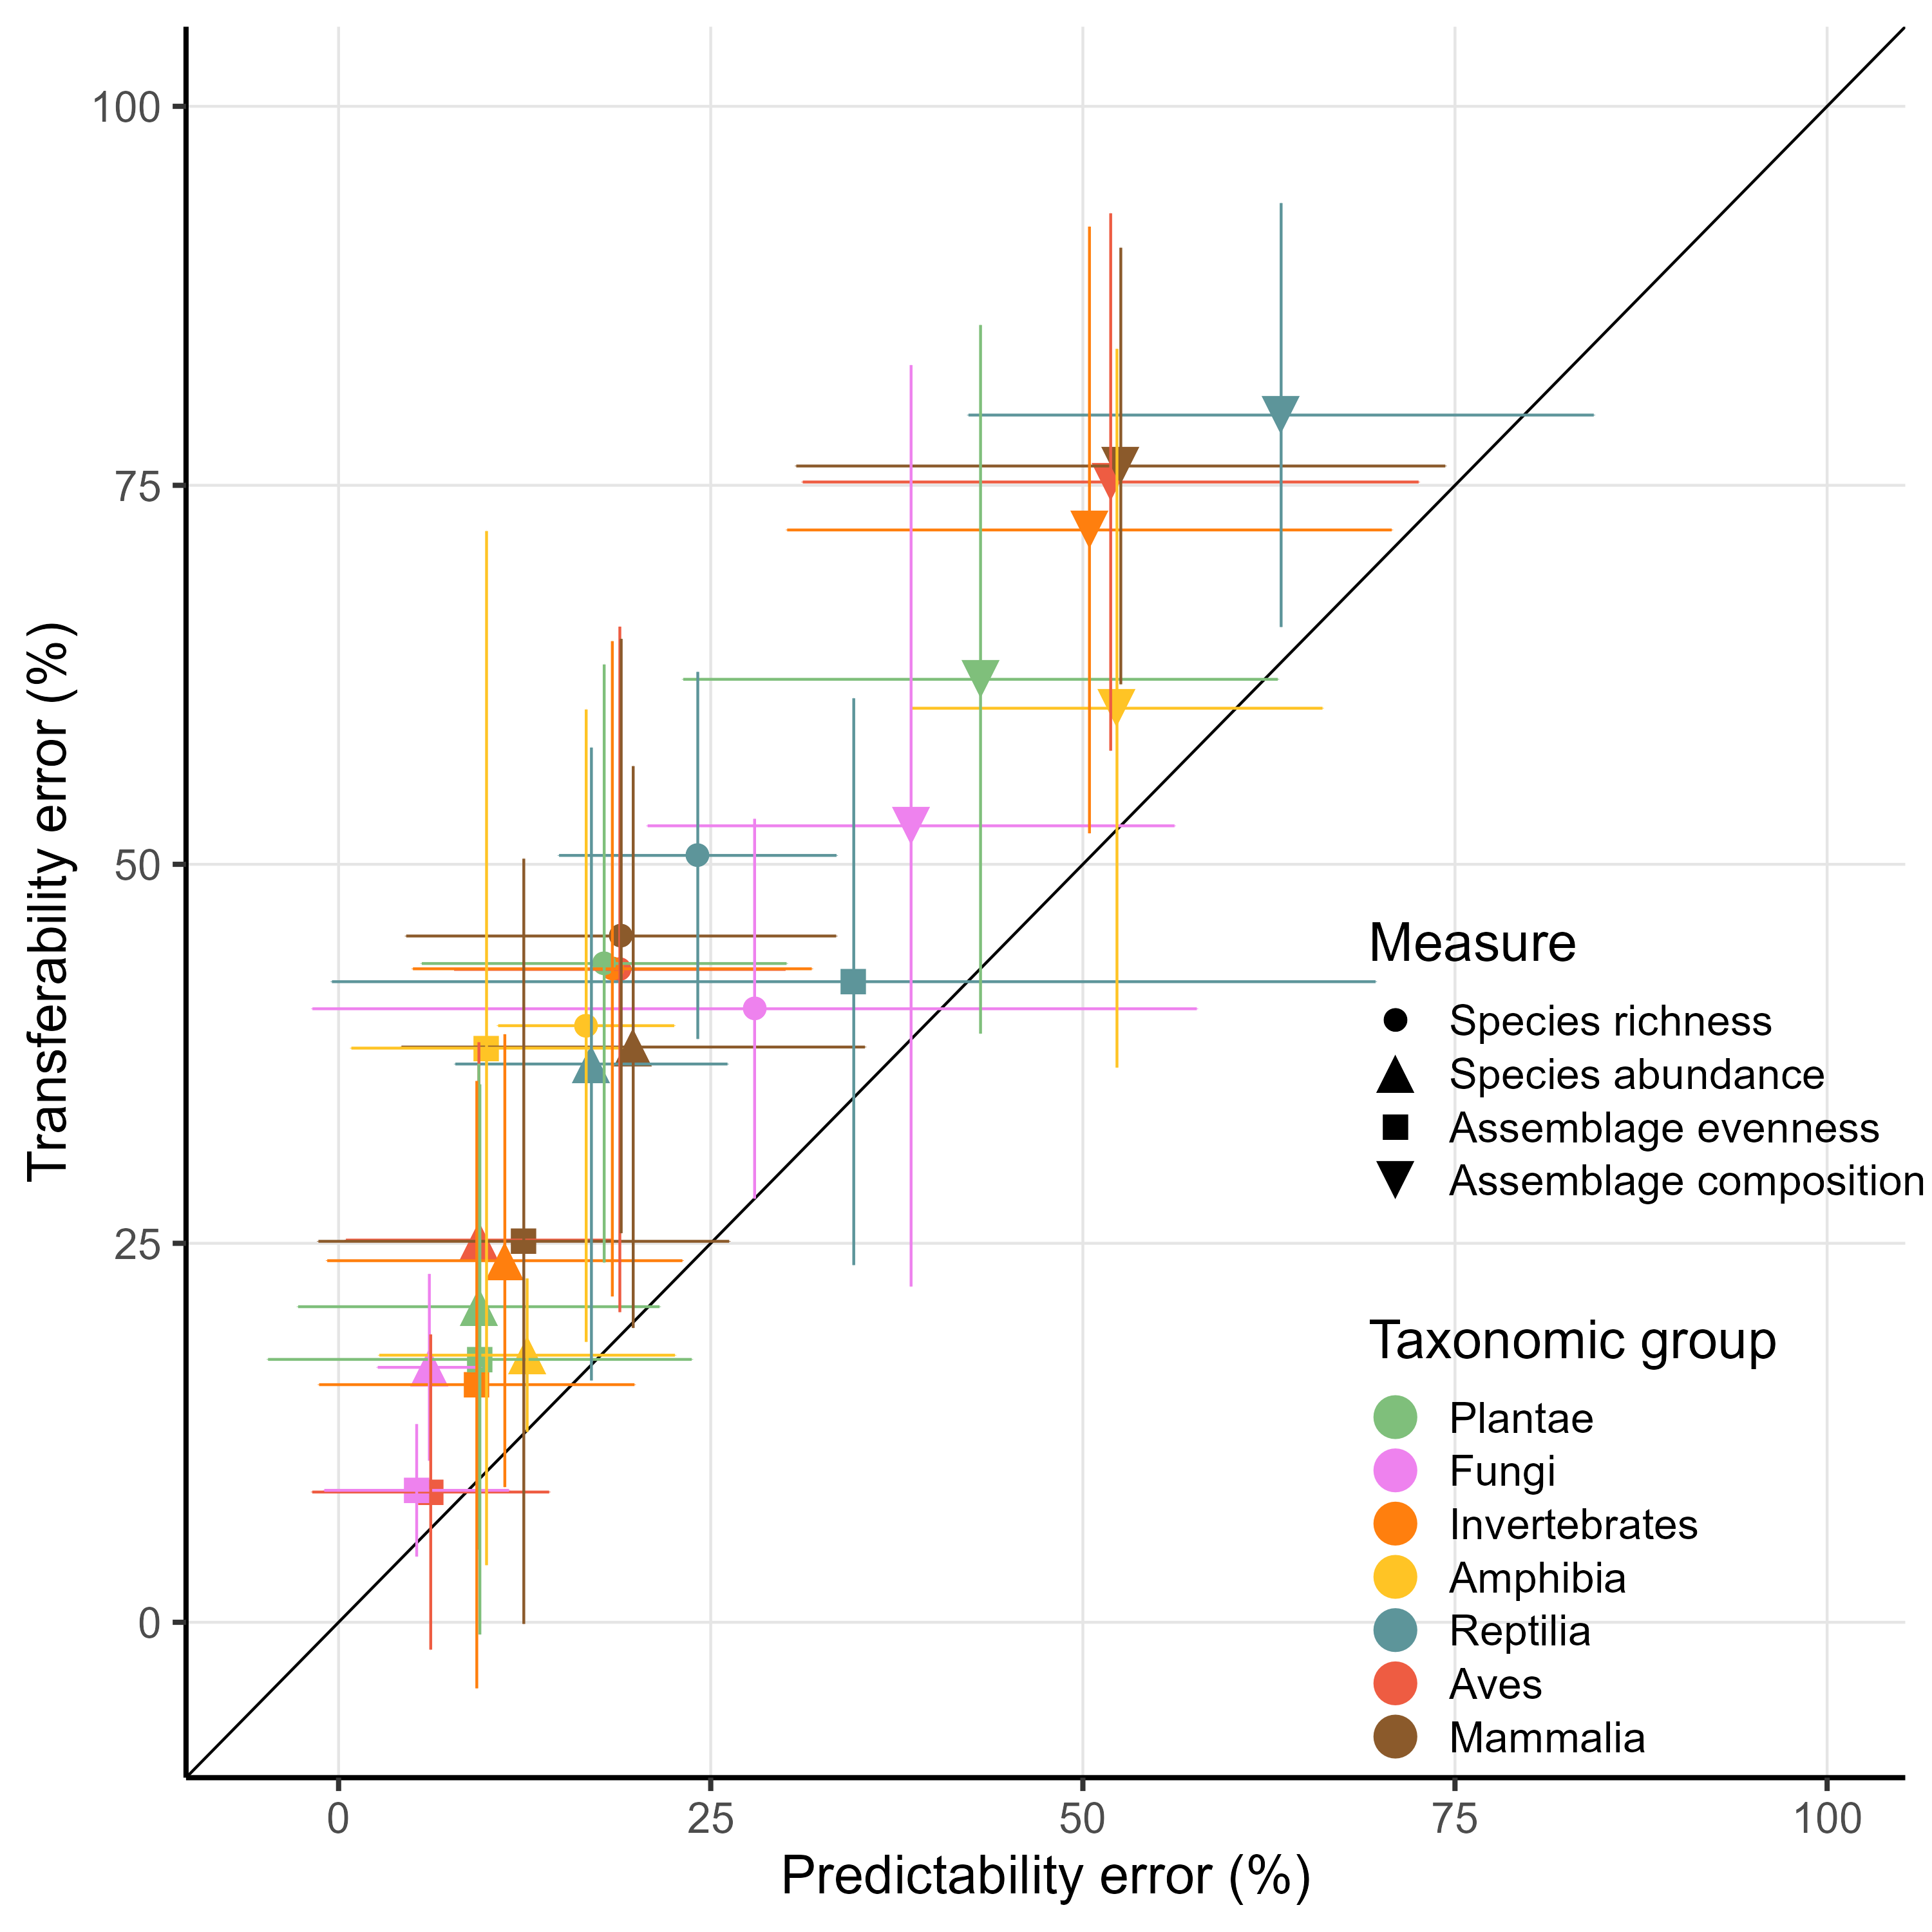 100
75
50
25
0
Transferability error (%)
0
25
50
75
100
Predictability error (%)
Measure
Species richness
Species abundance
Assemblage evenness
Assemblage composition
Taxonomic group
Plantae
Fungi
Invertebrates
Amphibia
Reptilia
Aves
Mammalia